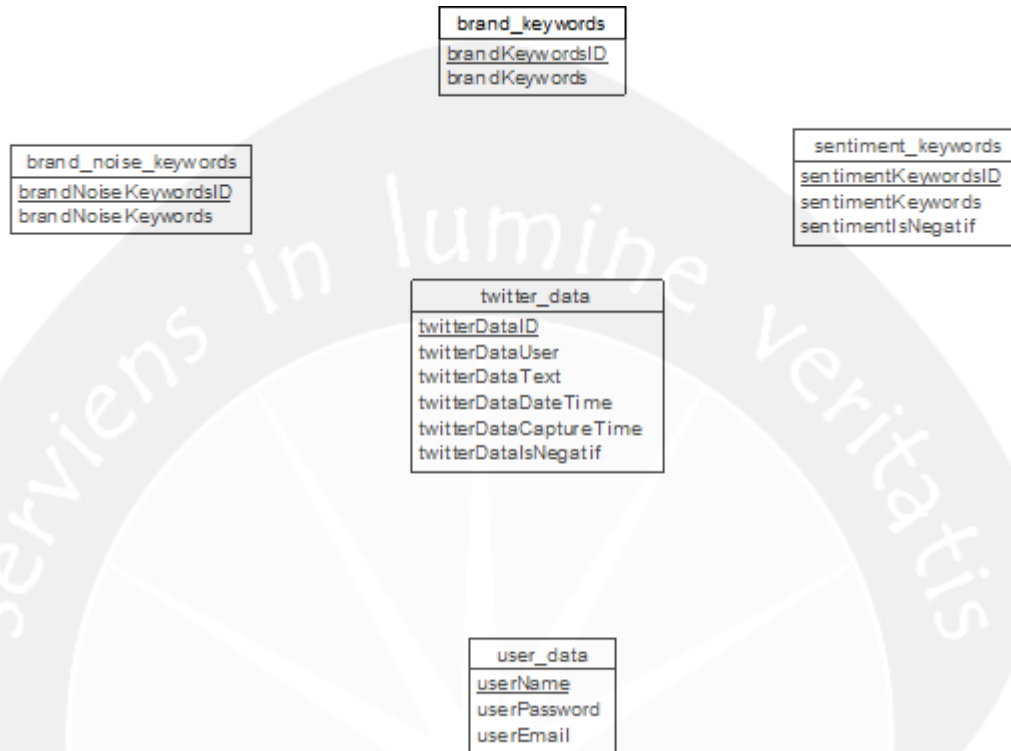 brand_keywords
brandKeywordsID
brandKeywords
brand_noise_keywords
brandNoiseKeywordsID
brandNoiseKeywords
sentiment_keywords
sentimentKeywordsID
sentimentKeywords
sentimentIsNegatif
serviens in lumine veritatis
twitter_data
twitterDataID
twitterDataUser
twitterDataText
twitterDataDateTime
twitterDataCaptureTime
twitterDataIsNegatif
user_data
userName
userPassword
userEmail